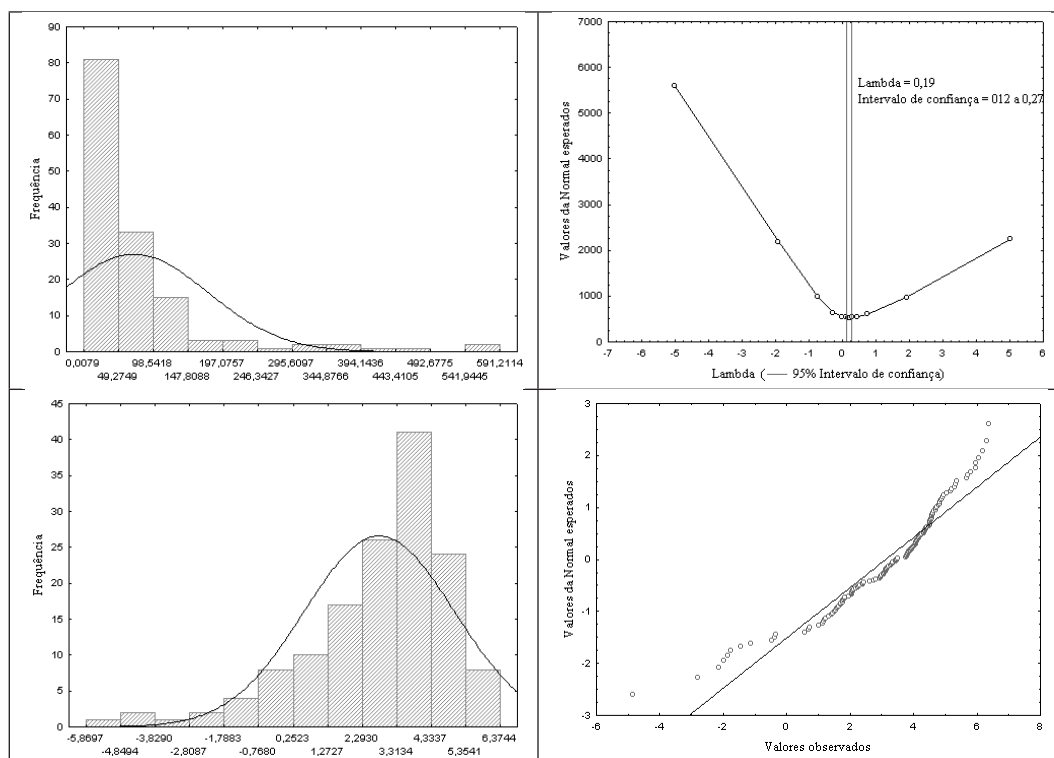 90
80
70
60
50
40
30
20
10
0
Frequência
0,0079 98,5418 197,0757 295,6097 394,1436 492,6775 591,2114
49,2749 147,8088 246,3427 344,8766 443,4105 541,9445
7000
6000
5000
4000
3000
2000
1000
0
Valores da Normal esperados
Lambda = 0,19
Intervalo de confiança = 012 a 0,27
-7 -6 -5 -4 -3 -2 -1 0 1 2 3 4 5 6
Lambda ( — 95% Intervalo de confiança)
45
40
35
30
25
20
15
10
5
0
Frequência
-5,8697 -3,8290 -1,7883 0,2523 2,2930 4,3337 6,3744
-4,8494 -2,8087 -0,7680 1,2727 3,3134 5,3541
3
2
1
0
-1
-2
-3
Valores da Normal esperados
-6 -4 -2 0 2 4 6 8
Valores observados